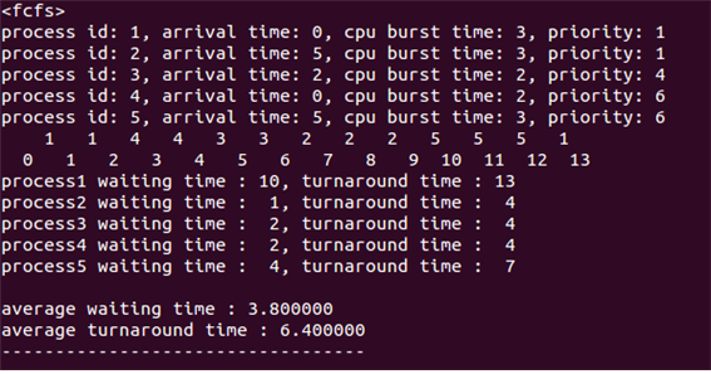 <fcfs>
process id: 1, arrival time: 0, cpu burst time: 3, priority: 1
process id: 2, arrival time: 5, cpu burst time: 3, priority: 1
process id: 3, arrival time: 2, cpu burst time: 2, priority: 4
process id: 4, arrival time: 0, cpu burst time: 2, priority: 6
process id: 5, arrival time: 5, cpu burst time: 3, priority: 6
    1   1   4   4   3   3   2   2   2   5   5   5   1
  0   1   2   3   4   5   6   7   8   9  10  11  12  13
process1 waiting time : 10, turnaround time : 13
process2 waiting time :  1, turnaround time :  4
process3 waiting time :  2, turnaround time :  4
process4 waiting time :  2, turnaround time :  4
process5 waiting time :  4, turnaround time :  7
average waiting time : 3.800000
average turnaround time : 6.400000
----------------------------------